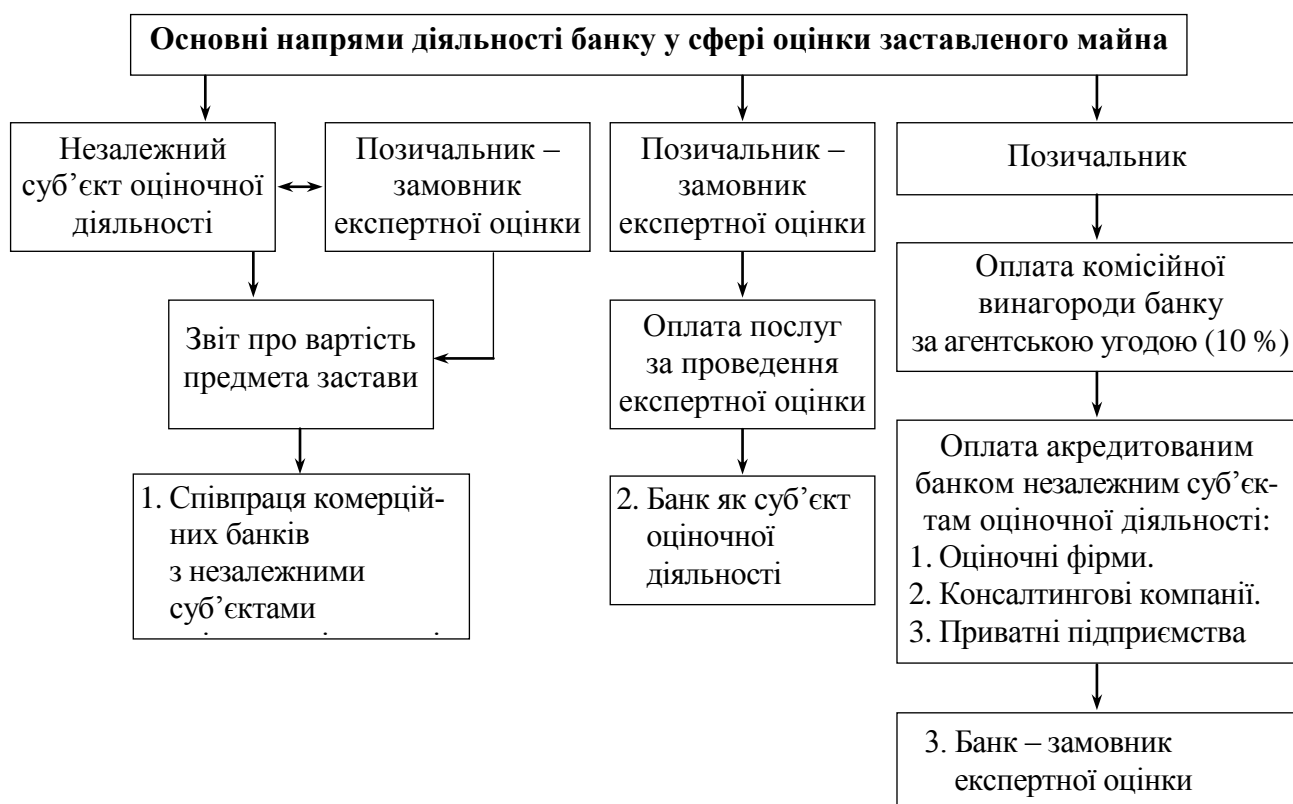 Основні напрями діяльності банку у сфері оцінки заставленого майна
Незалежний
суб’єкт оціночної
діяльності
Позичальник –
замовник
експертної оцінки
Звіт про вартість
предмета застави
1. Співпраця комерцій-
них банків
з незалежними
суб’єктами
Позичальник –
замовник
експертної оцінки
Оплата послуг
за проведення
експертної оцінки
2. Банк як суб’єкт
оціночної
діяльності
Позичальник
Оплата комісійної
винагороди банку
за агентською угодою (10 %)
Оплата акредитованим
банком незалежним суб’єк-
там оціночної діяльності:
1. Оціночні фірми.
2. Консалтингові компанії.
3. Приватні підприємства
3. Банк – замовник
експертної оцінки